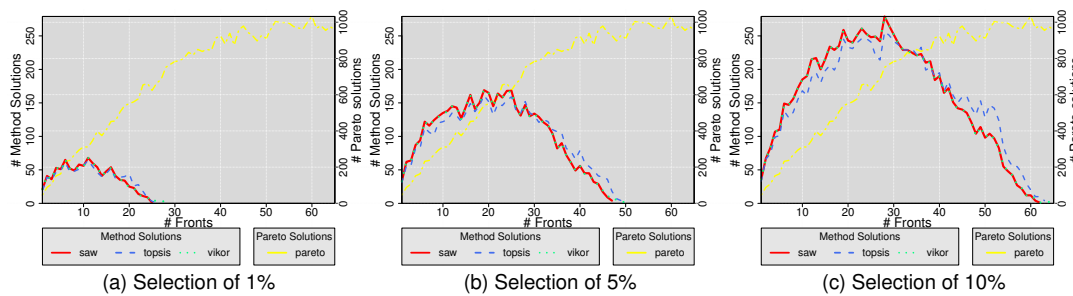 # Method Solutions
0 50 100 150 200 250
10 20 30 40 50 60
# Fronts
0 200 400 600 800 1000
# Pareto solutions
Method Solutions
saw topsis vikor
Pareto Solutions
pareto
(a) Selection of 1%
# Method Solutions
0 50 100 150 200 250
10 20 30 40 50 60
# Fronts
0 200 400 600 800 1000
# Pareto solutions
Method Solutions
saw topsis vikor
Pareto Solutions
pareto
(b) Selection of 5%
# Method Solutions
0 50 100 150 200 250
10 20 30 40 50 60
# Fronts
0 200 400 600 800 1000
# Pareto solutions
Method Solutions
saw topsis vikor
Pareto Solutions
pareto
(c) Selection of 10%